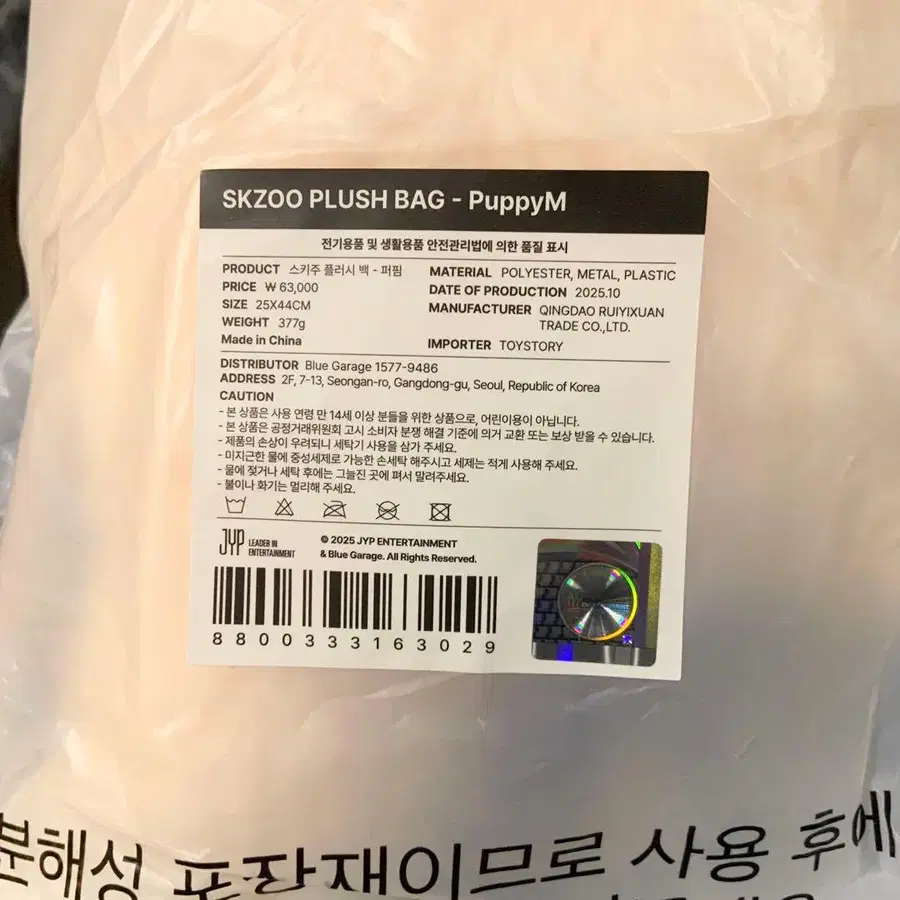 SKZOO PLUSH BAG - PuppyM
전기용품 및 생활용품 안전관리법에 의한 품질 표시
PRODUCT 스키주 플러시 백 - 퍼핌
PRICE ₩ 63,000
SIZE 25X44CM
WEIGHT 377g
Made in China
MATERIAL POLYESTER, METAL, PLASTIC
DATE OF PRODUCTION 2025.10
MANUFACTURER QINGDAO RUIYIXUAN
TRADE CO.,LTD.
IMPORTER TOYSTORY
DISTRIBUTOR Blue Garage 1577-9486
ADDRESS 2F, 7-13, Seongan-ro, Gangdong-gu, Seoul, Republic of Korea
CAUTION
- 본 상품은 사용 연령 만 14세 이상 분들을 위한 상품으로, 어린이용이 아닙니다.
- 본 상품은 공정거래위원회 고시 소비자 분쟁 해결 기준에 의거 교환 또는 보상 받을 수 있습니다.
- 제품의 손상이 우려되니 세탁기 사용을 삼가 주세요.
- 미지근한 물에 중성세제로 가능한 손세탁 해주시고 세제는 적게 사용해 주세요.
- 물에 젖거나 세탁 후에는 그늘진 곳에 펴서 말려주세요.
- 불이나 화기는 멀리해 주세요.
JYP LEADER IN
ENTERTAINMENT
© 2025 JYP ENTERTAINMENT
& Blue Garage. All Rights Reserved.
8800333163029
분해성 포장재이므로 사용 후에